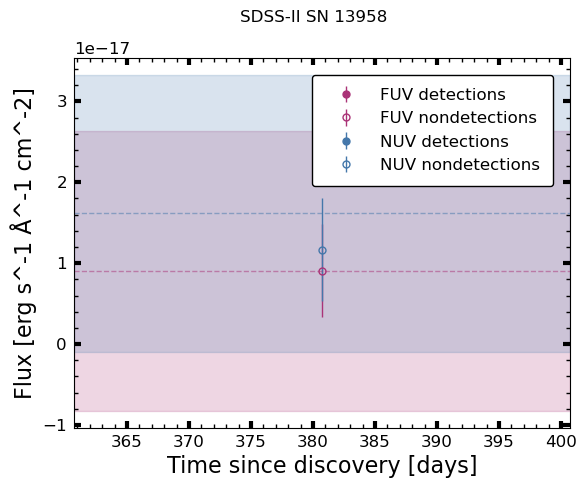 SDSS-II SN 13958
1e−17
Flux [erg s^-1 Å^-1 cm^-2]
3
2
1
0
−1
FUV detections
FUV nondetections
NUV detections
NUV nondetections
365 370 375 380 385 390 395 400
Time since discovery [days]